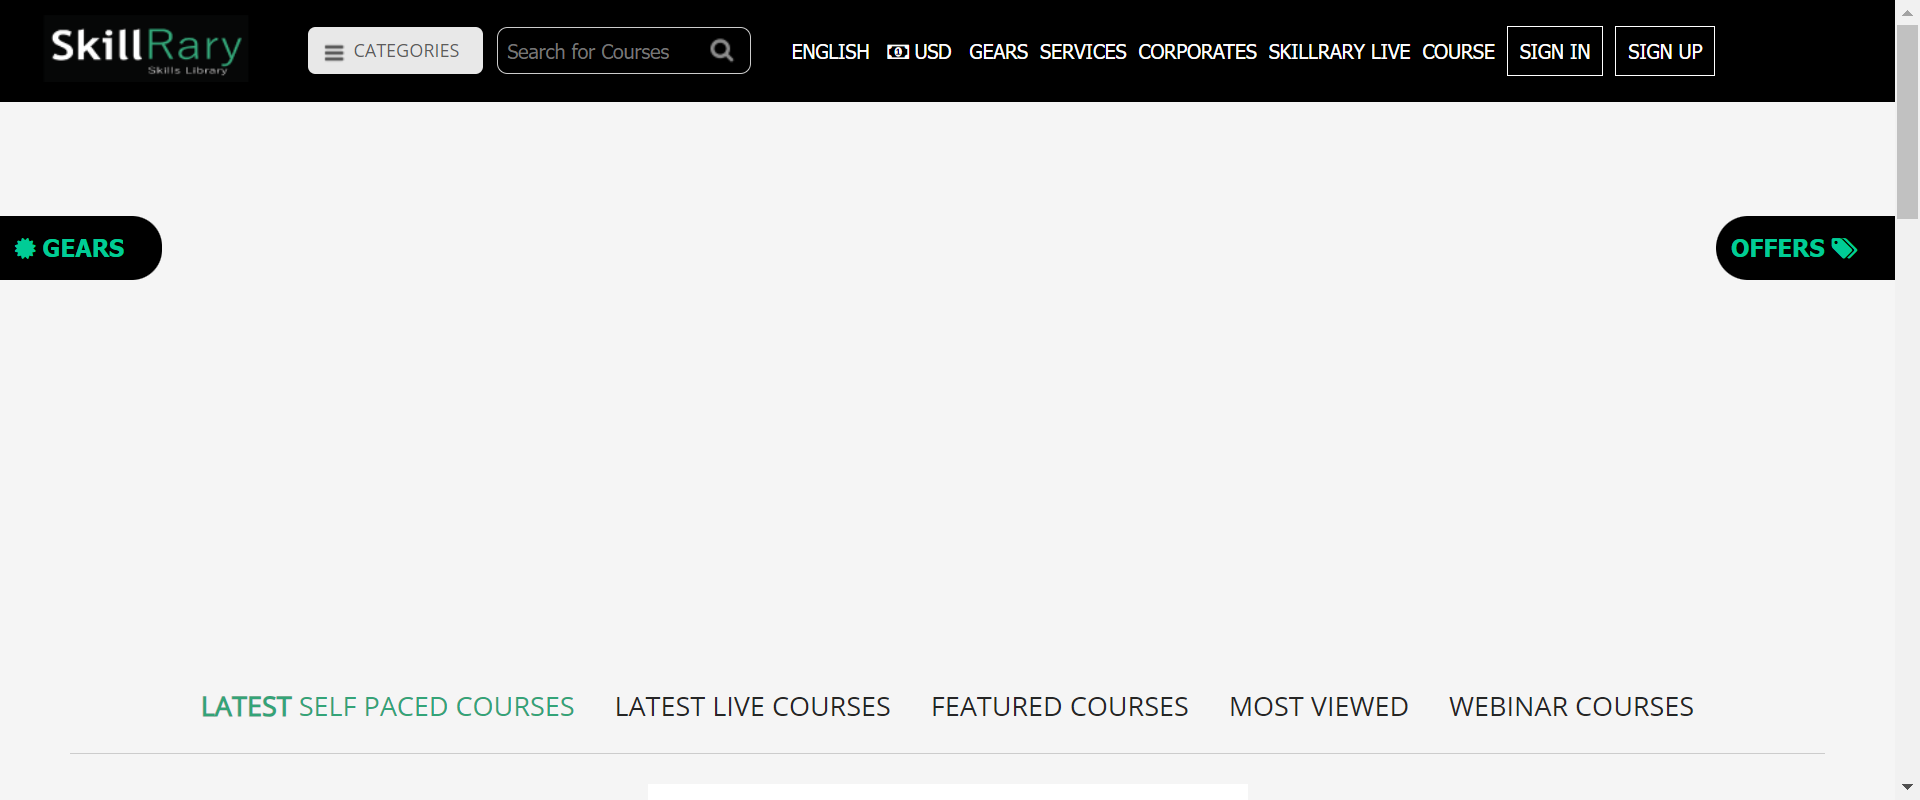 SkillRary
Skills Library
CATEGORIES
Search for Courses
ENGLISH USD GEARS SERVICES CORPORATES SKILLRARY LIVE COURSE SIGN IN SIGN UP
GEARS
OFFERS
LATEST SELF PACED COURSES LATEST LIVE COURSES FEATURED COURSES MOST VIEWED WEBINAR COURSES